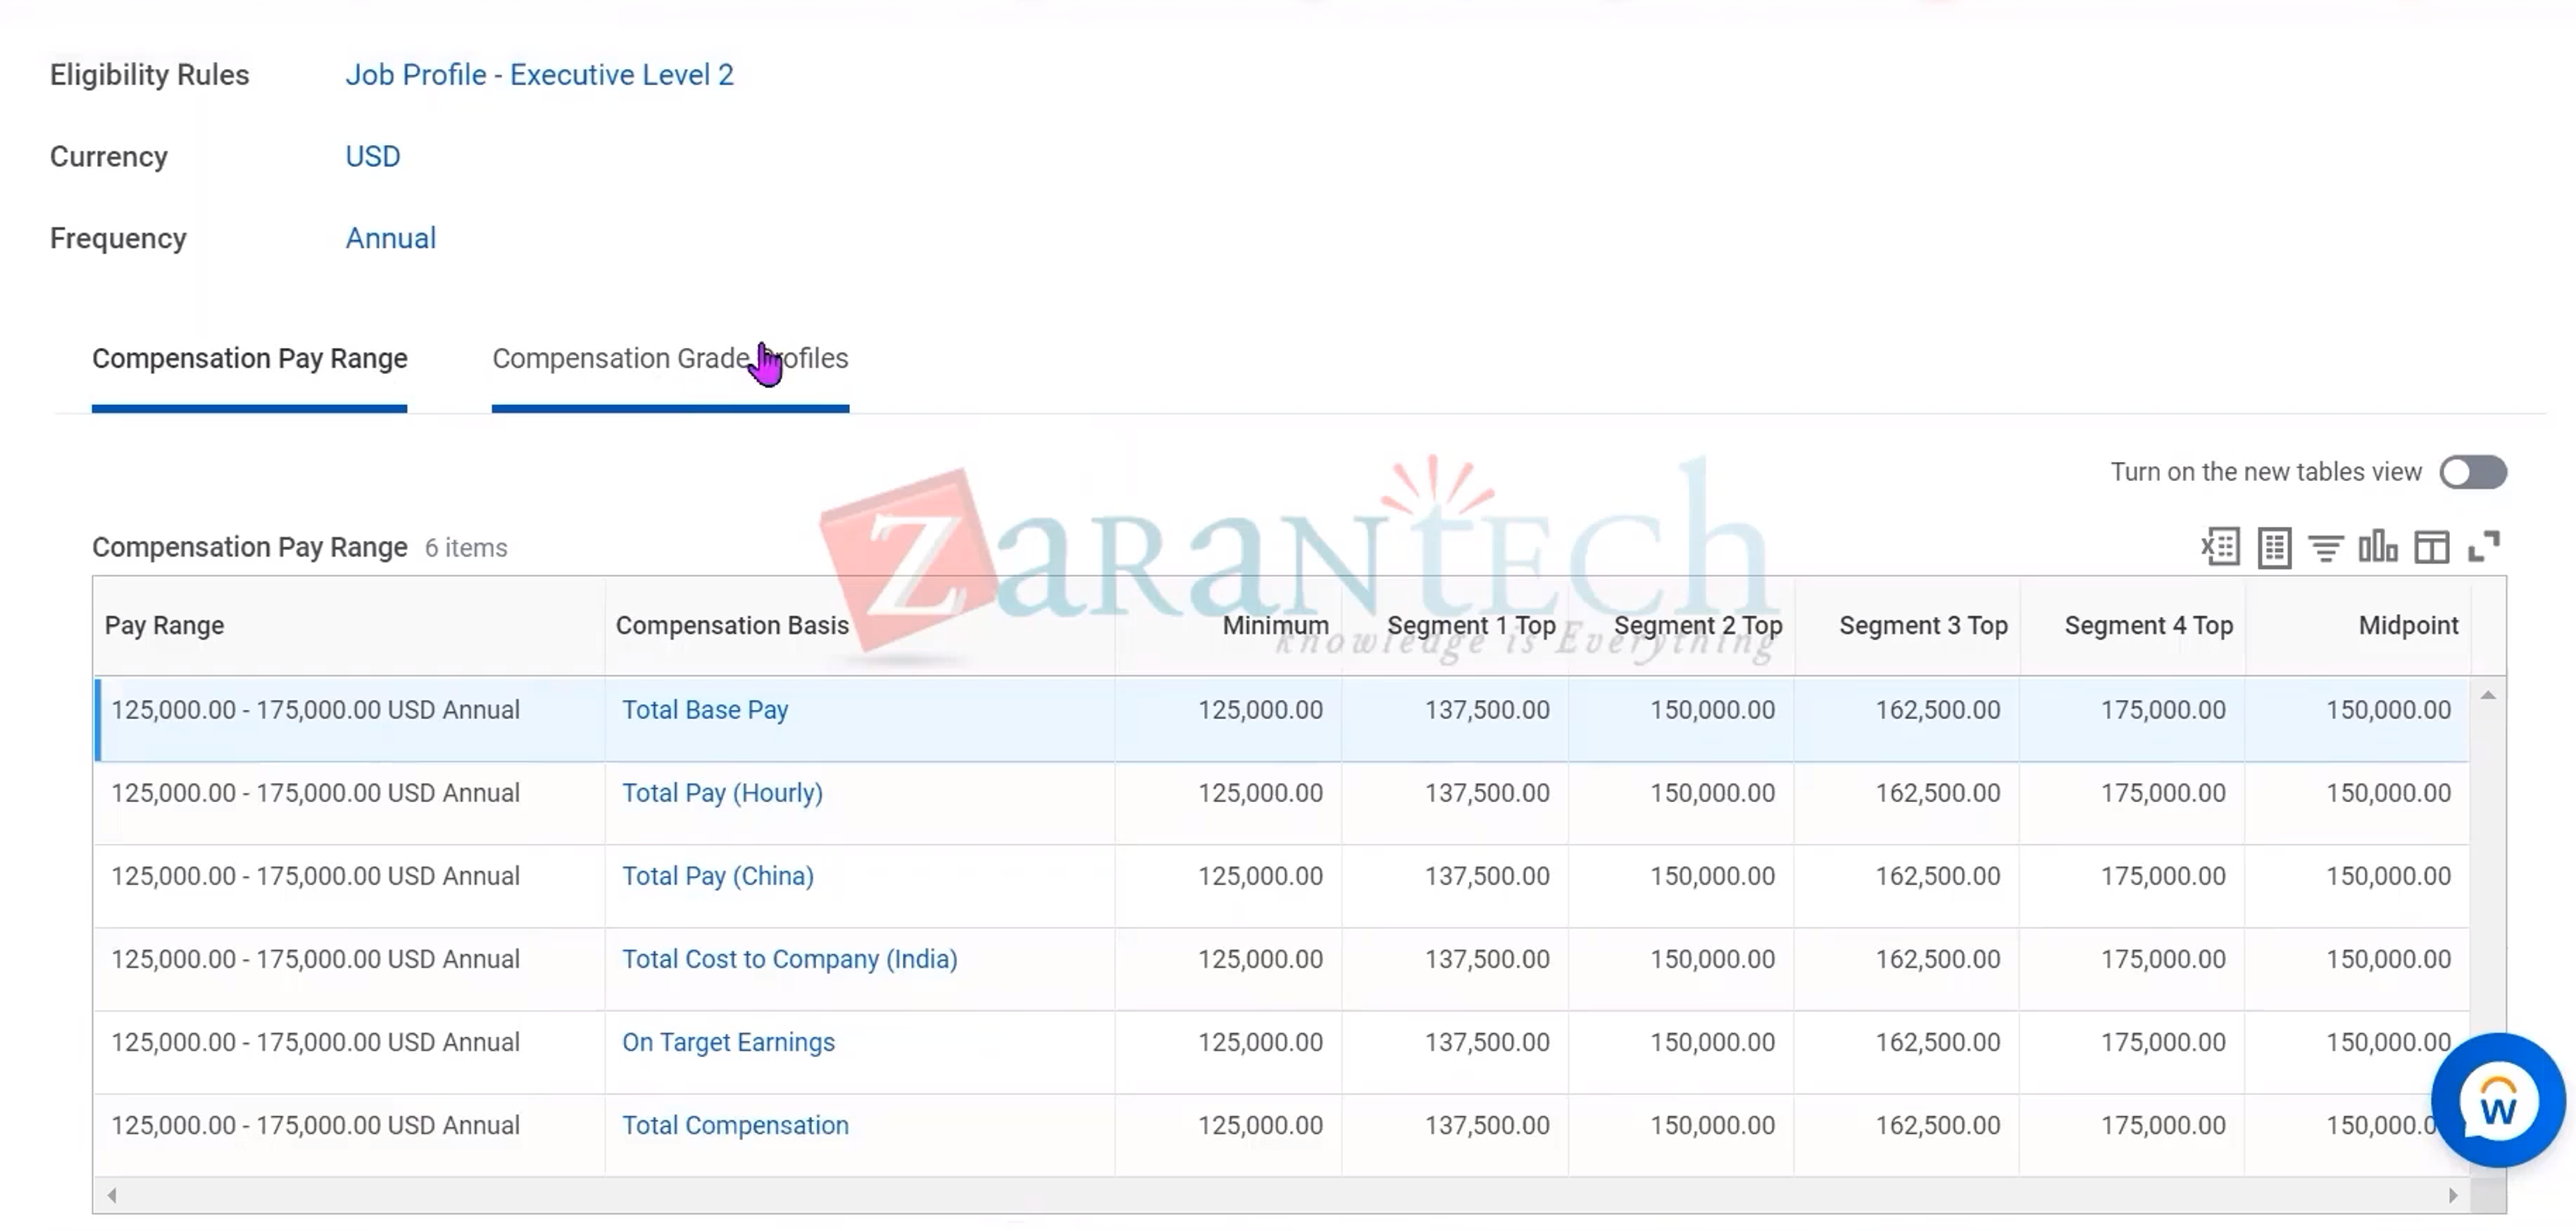 Eligibility Rules Job Profile - Executive Level 2
Currency USD
Frequency Annual
Compensation Pay Range Compensation Grade
Turn on the new tables view
Compensation Pay Range 6 items
ZaranTech
knowledge is Everything
Pay Range Compensation Basis Minimum Segment 1 Top Segment 2 Top Segment 3 Top Segment 4 Top Midpoint
125,000.00 - 175,000.00 USD Annual Total Base Pay 125,000.00 137,500.00 150,000.00 162,500.00 175,000.00 150,000.00
125,000.00 - 175,000.00 USD Annual Total Pay (Hourly) 125,000.00 137,500.00 150,000.00 162,500.00 175,000.00 150,000.00
125,000.00 - 175,000.00 USD Annual Total Pay (China) 125,000.00 137,500.00 150,000.00 162,500.00 175,000.00 150,000.00
125,000.00 - 175,000.00 USD Annual Total Cost to Company (India) 125,000.00 137,500.00 150,000.00 162,500.00 175,000.00 150,000.00
125,000.00 - 175,000.00 USD Annual On Target Earnings 125,000.00 137,500.00 150,000.00 162,500.00 175,000.00 150,000.00
125,000.00 - 175,000.00 USD Annual Total Compensation 125,000.00 137,500.00 150,000.00 162,500.00 175,000.00
W